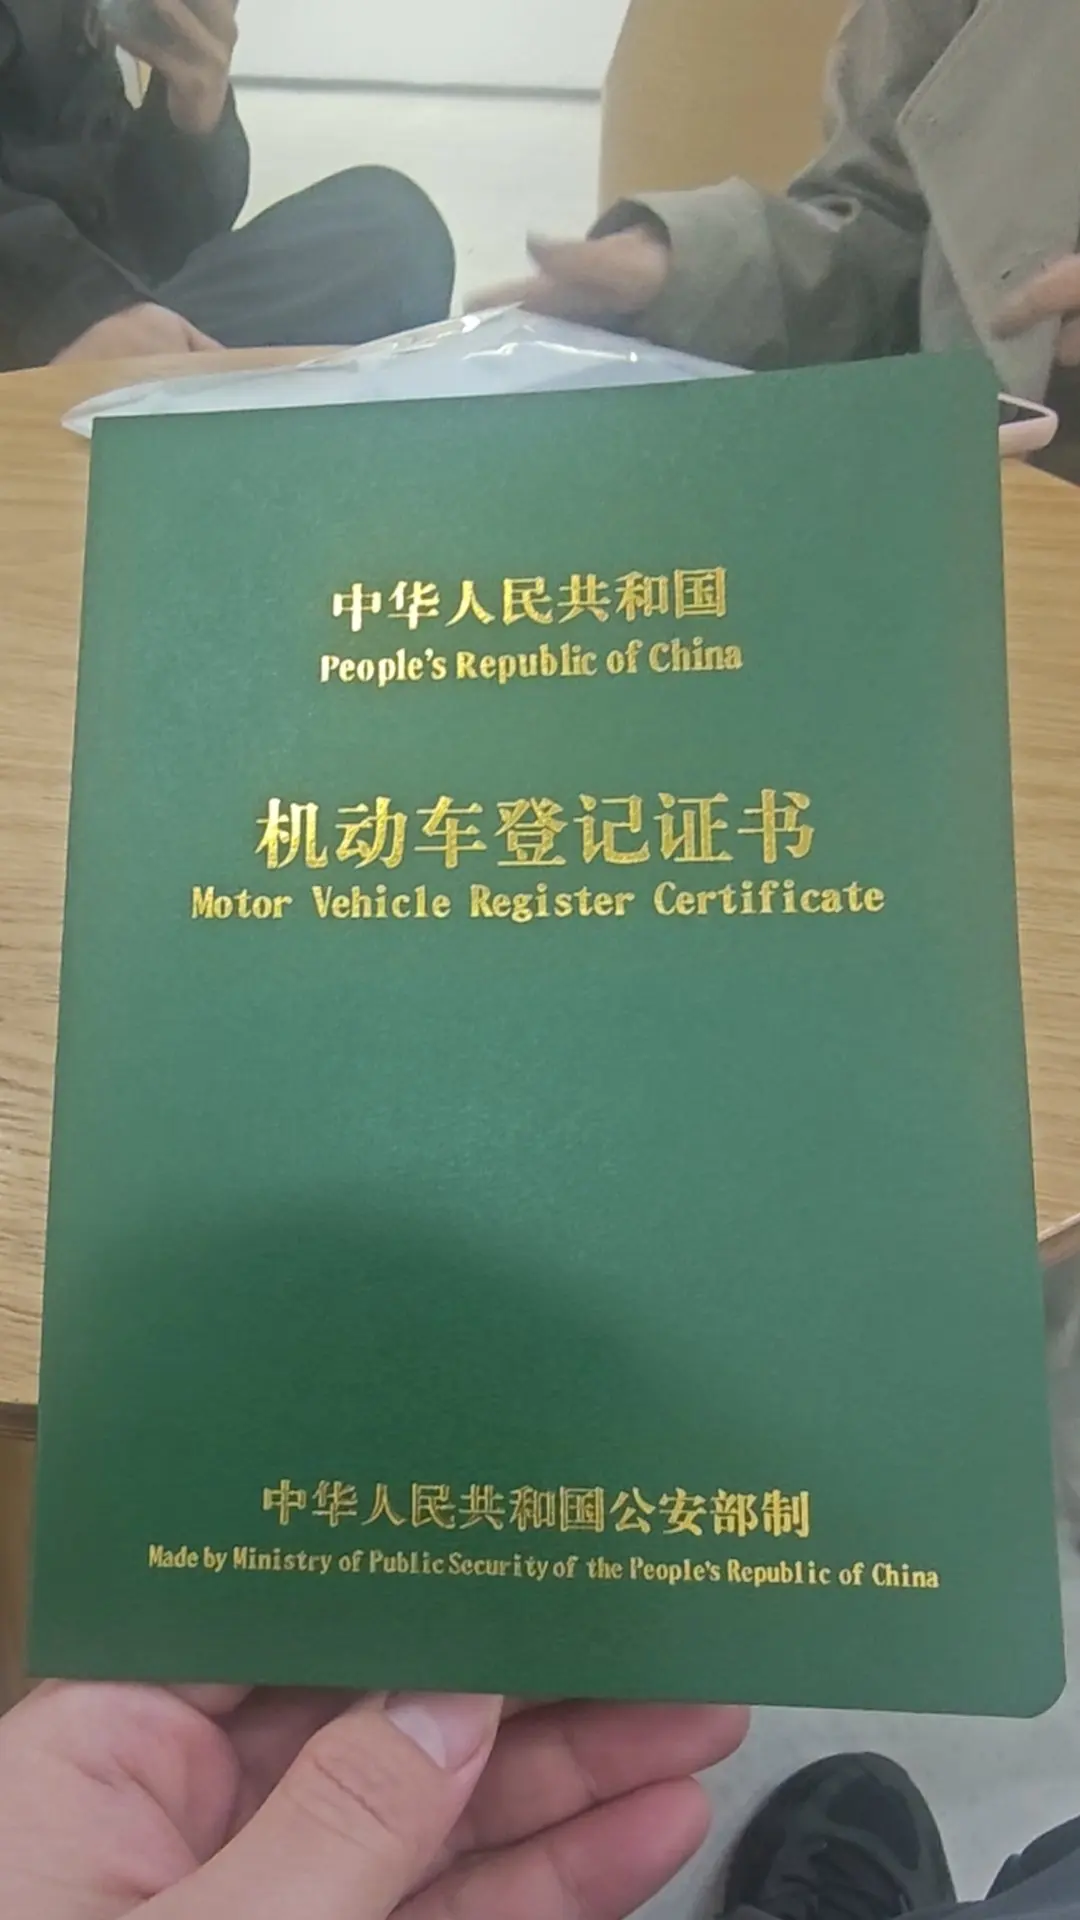 中华人民共和国
People's Republic of China
机动车登记证书
Motor Vehicle Register Certificate
中华人民共和国公安部制
Made by Ministry of Public Security of the People's Republic of China